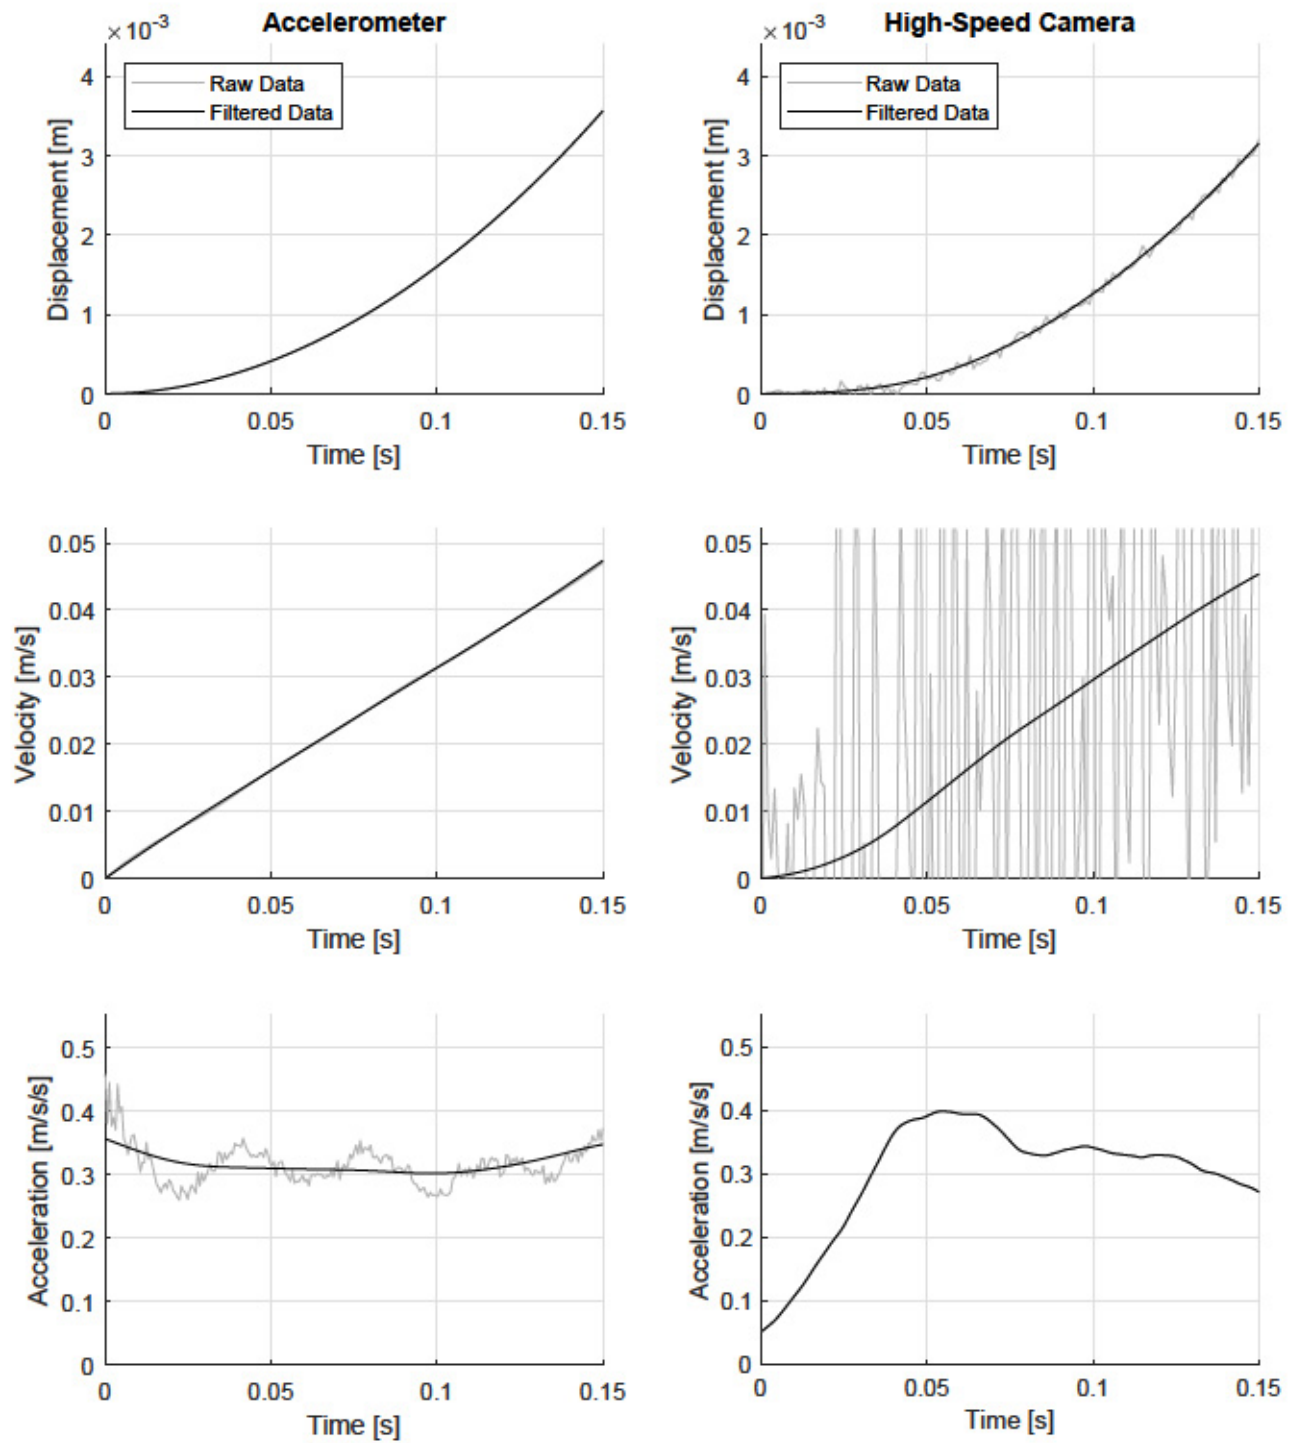 Accelerometer
×10⁻³
Raw Data
Filtered Data
Displacement [m]
4
3
2
1
0
0 0.05 0.1 0.15
Time [s]
High-Speed Camera
×10⁻³
Raw Data
Filtered Data
Displacement [m]
4
3
2
1
0
0 0.05 0.1 0.15
Time [s]
Velocity [m/s]
0.05
0.04
0.03
0.02
0.01
0
0 0.05 0.1 0.15
Time [s]
Velocity [m/s]
0.05
0.04
0.03
0.02
0.01
0
0 0.05 0.1 0.15
Time [s]
Acceleration [m/s/s]
0.5
0.4
0.3
0.2
0.1
0
0 0.05 0.1 0.15
Time [s]
Acceleration [m/s/s]
0.5
0.4
0.3
0.2
0.1
0
0 0.05 0.1 0.15
Time [s]